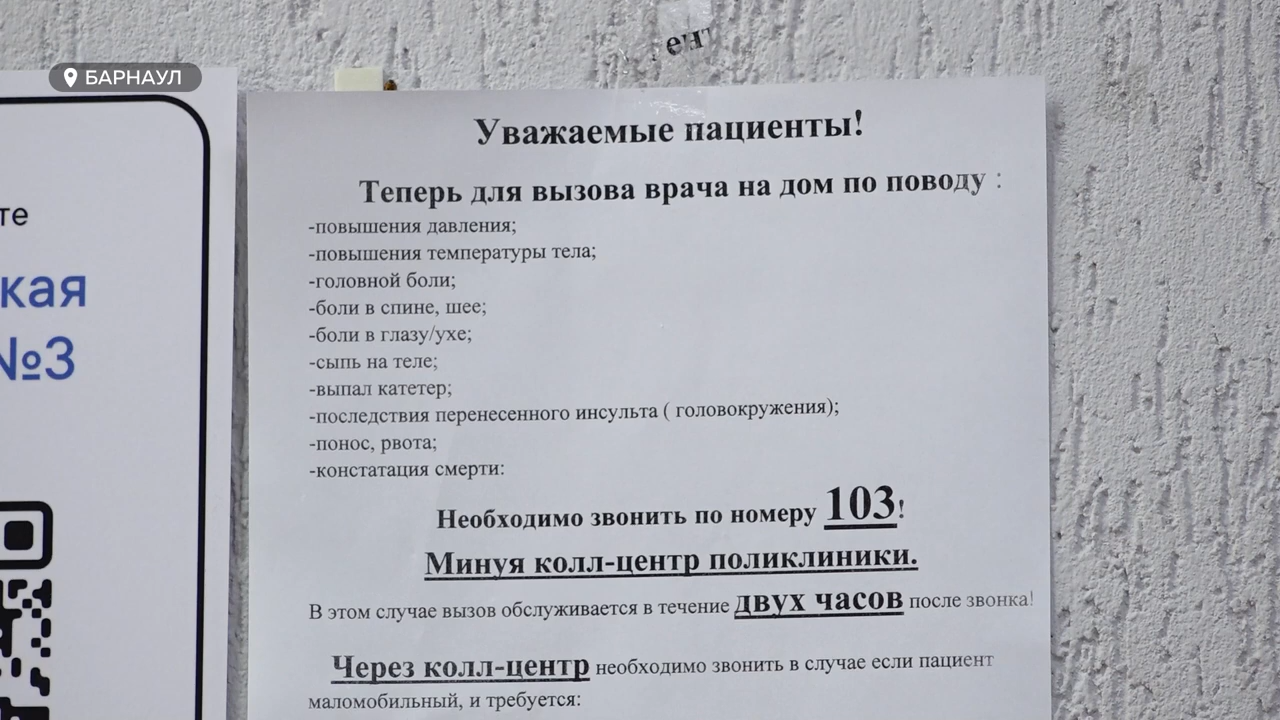 БАРНАУЛ
ент
те
кая
№3
Уважаемые пациенты!
Теперь для вызова врача на дом по поводу :
-повышения давления;
-повышения температуры тела;
-головной боли;
-боли в спине, шее;
-боли в глазу/ухе;
-сыпь на теле;
-выпал катетер;
-последствия перенесенного инсульта ( головокружения);
-понос, рвота;
-констатация смерти:
Необходимо звонить по номеру 103!
Минуя колл-центр поликлиники.
В этом случае вызов обслуживается в течение двух часов после звонка!
Через колл-центр необходимо звонить в случае если пациент
маломобильный, и требуется: